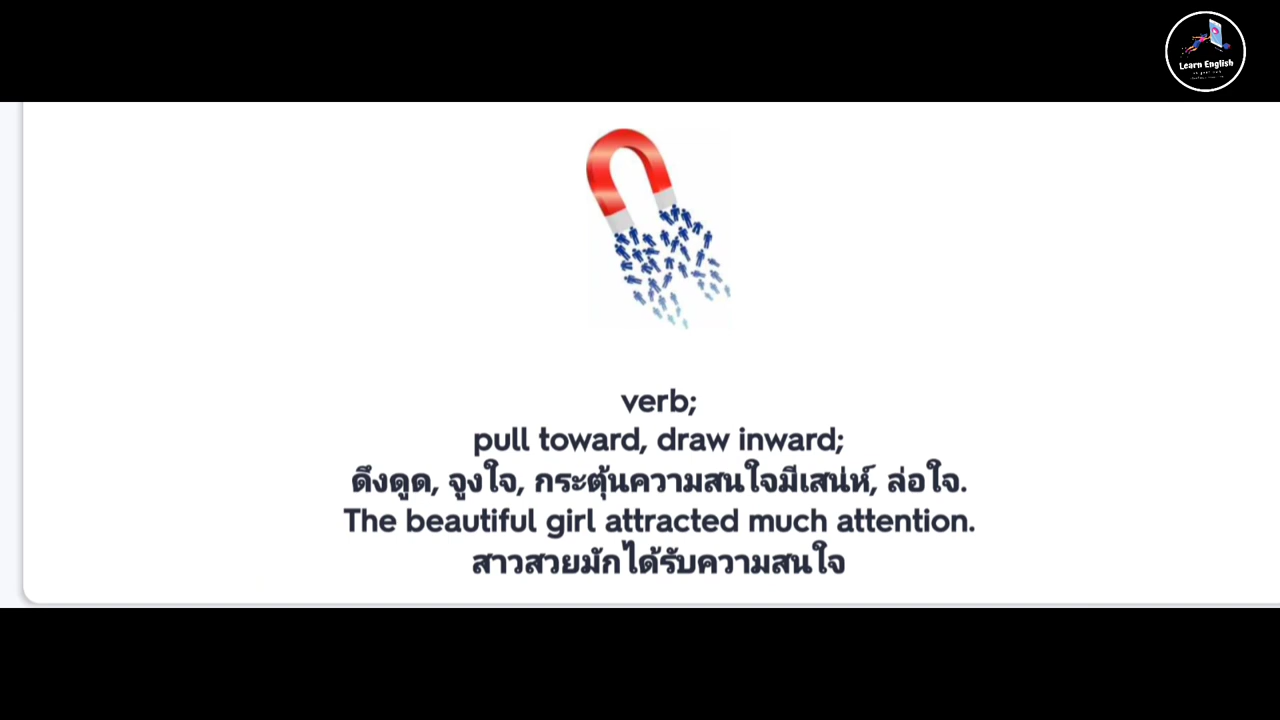 Learn English
verb;
pull toward, draw inward;
ดึงดูด, จูงใจ, กระตุ้นความสนใจมีเสน่ห์, ล่อใจ.
The beautiful girl attracted much attention.
สาวสวยมักได้รับความสนใจ